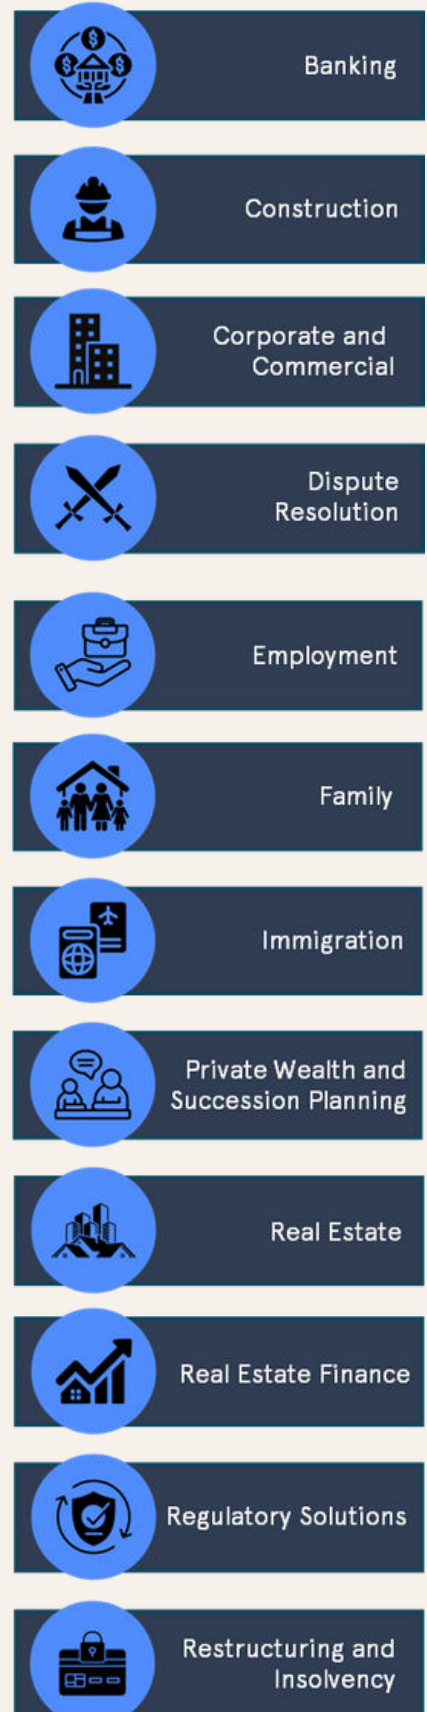 Banking
Construction
Corporate and
Commercial
Dispute
Resolution
Employment
Family
Immigration
Private Wealth and
Succession Planning
Real Estate
Real Estate Finance
Regulatory Solutions
Restructuring and
Insolvency